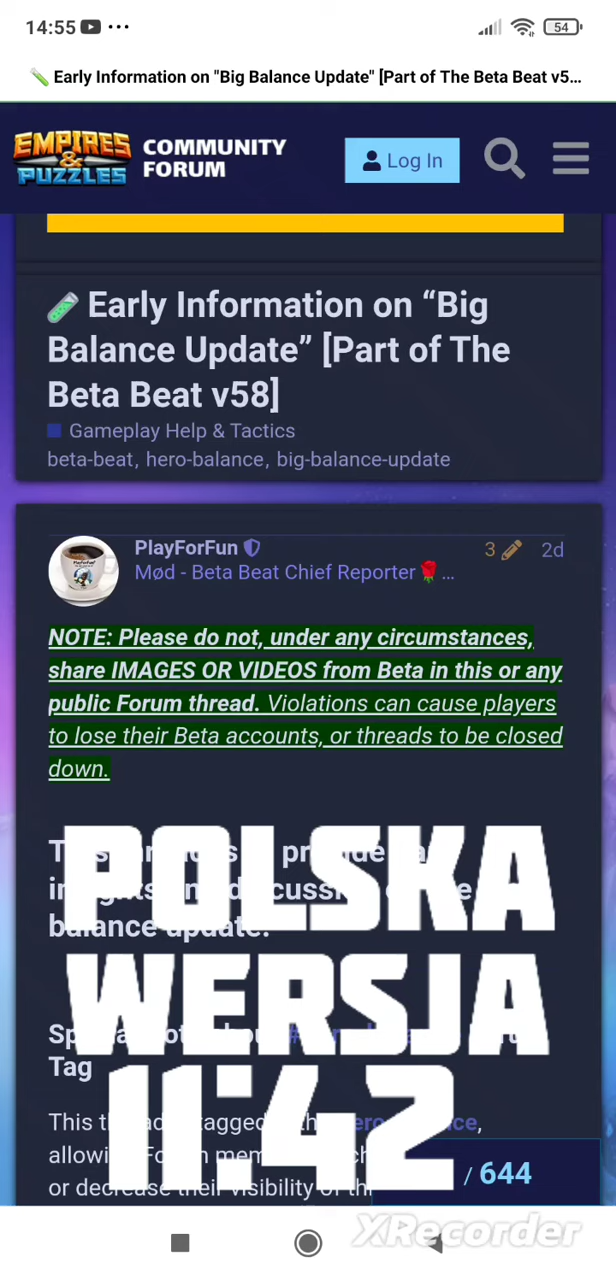 14:55
54
Early Information on "Big Balance Update" [Part of The Beta Beat v5...
EMPIRES & PUZZLES
COMMUNITY FORUM
Log In
Early Information on “Big
Balance Update” [Part of The
Beta Beat v58]
Gameplay Help & Tactics
beta-beat, hero-balance, big-balance-update
PlayForFun
3
2d
Mød - Beta Beat Chief Reporter ...
NOTE: Please do not, under any circumstances,
share IMAGES OR VIDEOS from Beta in this or any
public Forum thread. Violations can cause players
to lose their Beta accounts, or threads to be closed
down.
balance update.
POLSKA
WERSJA
11:42
Tag
This
tagged
or decrease their visibility of
/ 644
XRecorder